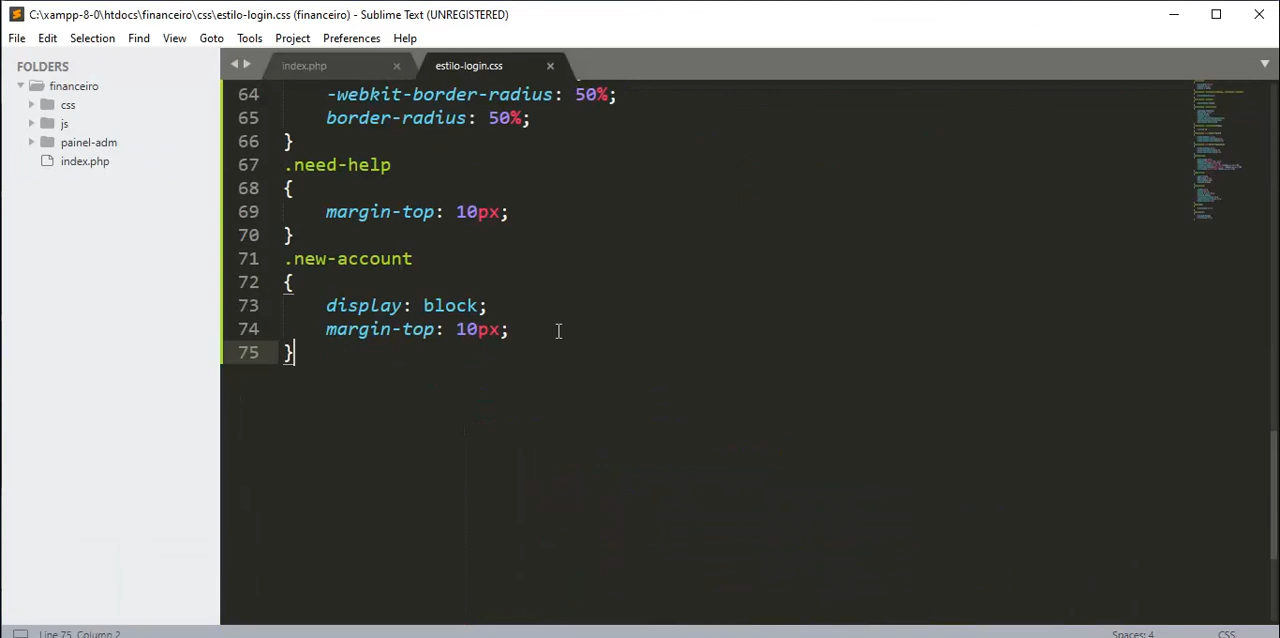 C:\xampp-8-0\htdocs\financeiro\css\estilo-login.css (financeiro) - Sublime Text (UNREGISTERED)
File Edit Selection Find View Goto Tools Project Preferences Help
FOLDERS
financeiro
css
js
painel-adm
index.php
index.php
estilo-login.css
64 -webkit-border-radius: 50%;
65 border-radius: 50%;
66 }
67 .need-help
68 {
69 margin-top: 10px;
70 }
71 .new-account
72 {
73 display: block;
74 margin-top: 10px;
75 }
Line 75, Column 2
Spaces: 4
CSS